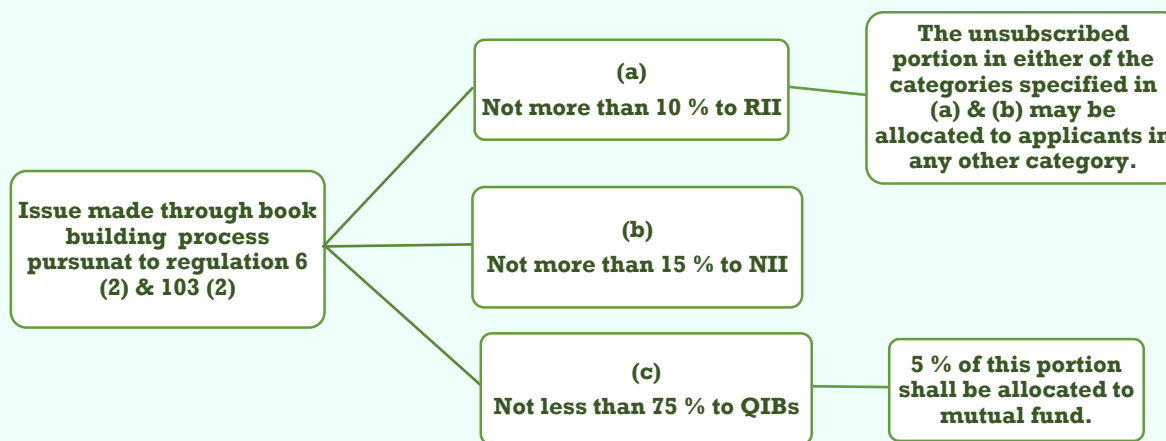 Issue made through book
building process
pursunat to regulation 6
(2) & 103 (2)
(a)
Not more than 10 % to RII
The unsubscribed
portion in either of the
categories specified in
(a) & (b) may be
allocated to applicants in
any other category.
(b)
Not more than 15 % to NII
(c)
Not less than 75 % to QIBs
5 % of this portion
shall be allocated to
mutual fund.